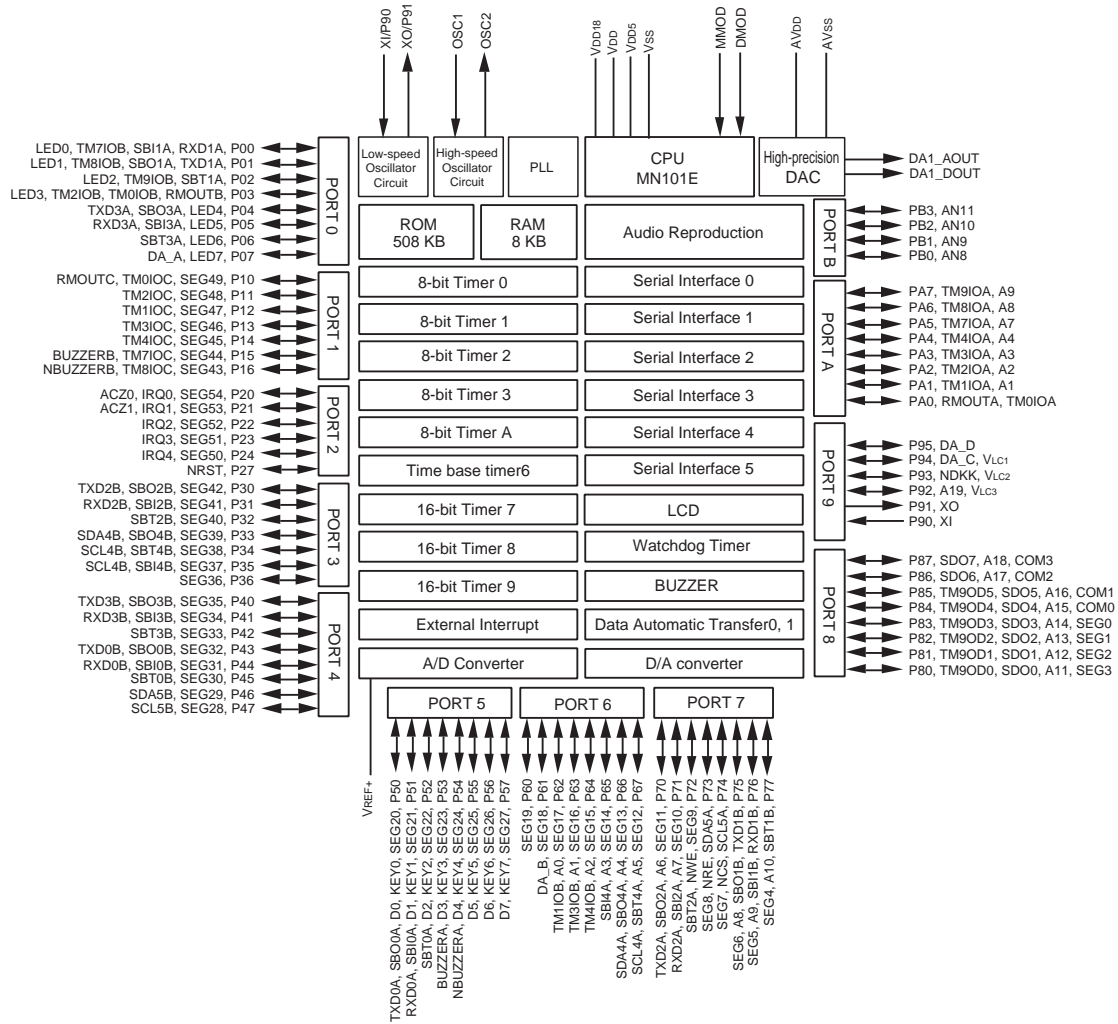 XI/P90
XO/P91
OSC1
OSC2
VDD18
VDD
VDD5
VSS
MMOD
DMOD
AVDD
AVSS
LED0, TM7IOB, SBI1A, RXD1A, P00
LED1, TM8IOB, SBO1A, TXD1A, P01
LED2, TM9IOB, SBT1A, P02
LED3, TM2IOB, TM0IOB, RMOUTB, P03
TXD3A, SBO3A, LED4, P04
RXD3A, SBI3A, LED5, P05
SBT3A, LED6, P06
DA_A, LED7, P07
PORT 0
RMOUTC, TM0IOC, SEG49, P10
TM2IOC, SEG48, P11
TM1IOC, SEG47, P12
TM3IOC, SEG46, P13
TM4IOC, SEG45, P14
BUZZERB, TM7IOC, SEG44, P15
NBUZZERB, TM8IOC, SEG43, P16
PORT 1
ACZ0, IRQ0, SEG54, P20
ACZ1, IRQ1, SEG53, P21
IRQ2, SEG52, P22
IRQ3, SEG51, P23
IRQ4, SEG50, P24
NRST, P27
PORT 2
TXD2B, SBO2B, SEG42, P30
RXD2B, SBI2B, SEG41, P31
SBT2B, SEG40, P32
SDA4B, SBO4B, SEG39, P33
SCL4B, SBT4B, SEG38, P34
SCL4B, SBI4B, SEG37, P35
SEG36, P36
PORT 3
TXD3B, SBO3B, SEG35, P40
RXD3B, SBI3B, SEG34, P41
SBT3B, SEG33, P42
TXD0B, SBO0B, SEG32, P43
RXD0B, SBI0B, SEG31, P44
SBT0B, SEG30, P45
SDA5B, SEG29, P46
SCL5B, SEG28, P47
PORT 4
Low-speed
Oscillator
Circuit
High-speed
Oscillator
Circuit
PLL
CPU
MN101E
High-precision
DAC
ROM
508 KB
RAM
8 KB
Audio Reproduction
8-bit Timer 0
Serial Interface 0
8-bit Timer 1
Serial Interface 1
8-bit Timer 2
Serial Interface 2
8-bit Timer 3
Serial Interface 3
8-bit Timer A
Serial Interface 4
Time base timer6
Serial Interface 5
16-bit Timer 7
LCD
16-bit Timer 8
Watchdog Timer
16-bit Timer 9
BUZZER
External Interrupt
Data Automatic Transfer0, 1
A/D Converter
D/A converter
DA1_AOUT
DA1_DOUT
PORT B
PB3, AN11
PB2, AN10
PB1, AN9
PB0, AN8
PORT A
PA7, TM9IOA, A9
PA6, TM8IOA, A8
PA5, TM7IOA, A7
PA4, TM4IOA, A4
PA3, TM3IOA, A3
PA2, TM2IOA, A2
PA1, TM1IOA, A1
PA0, RMOUTA, TM0IOA
PORT 9
P95, DA_D
P94, DA_C, VLC1
P93, NDKK, VLC2
P92, A19, VLC3
P91, XO
P90, XI
PORT 8
P87, SDO7, A18, COM3
P86, SDO6, A17, COM2
P85, TM9OD5, SDO5, A16, COM1
P84, TM9OD4, SDO4, A15, COM0
P83, TM9OD3, SDO3, A14, SEG0
P82, TM9OD2, SDO2, A13, SEG1
P81, TM9OD1, SDO1, A12, SEG2
P80, TM9OD0, SDO0, A11, SEG3
PORT 5
PORT 6
PORT 7
VREF+
TXD0A, SBO0A, D0, KEY0, SEG20, P50
RXD0A, SBI0A, D1, KEY1, SEG21, P51
SBT0A, D2, KEY2, SEG22, P52
BUZZERA, D3, KEY3, SEG23, P53
NBUZZERA, D4, KEY4, SEG24, P54
D5, KEY5, SEG25, P55
D6, KEY6, SEG26, P56
D7, KEY7, SEG27, P57
SEG19, P60
DA_B, SEG18, P61
TM1IOB, A0, SEG17, P62
TM3IOB, A1, SEG16, P63
TM4IOB, A2, SEG15, P64
SBI4A, A3, SEG14, P65
SDA4A, SBO4A, A4, SEG13, P66
SCL4A, SBT4A, A5, SEG12, P67
TXD2A, SBO2A, A6, SEG11, P70
RXD2A, SBI2A, A7, SEG10, P71
SBT2A, NWE, SEG9, P72
SEG8, NRE, SDA5A, P73
SEG7, NCS, SCL5A, P74
SEG6, A8, SBO1B, TXD1B, P75
SEG5, A9, SBI1B, RXD1B, P76
SEG4, A10, SBT1B, P77